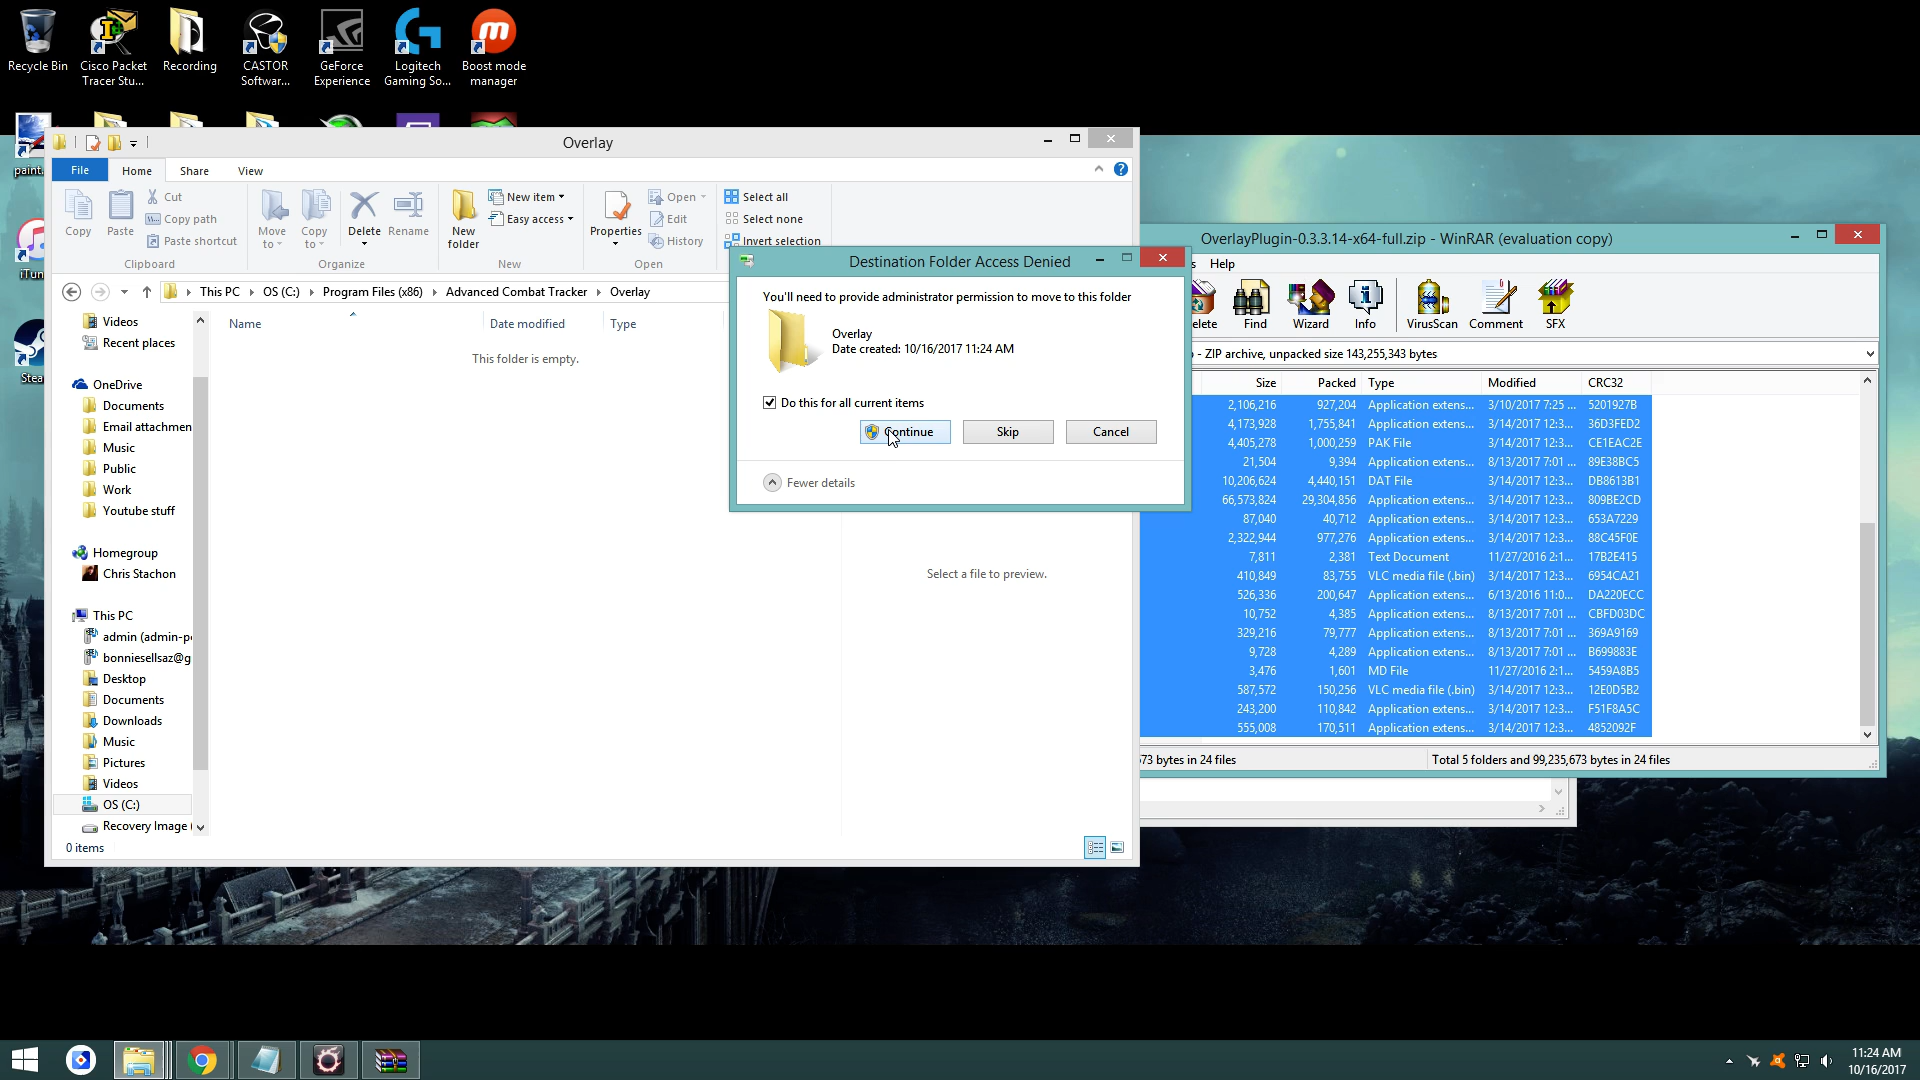 Recycle Bin
Cisco Packet
Tracer Stu...
Recording
CASTOR
Softwar...
GeForce
Experience
Logitech
Gaming So...
Boost mode
manager
paint.
iTun
Stea
Overlay
File
Home
Share
View
Copy
Paste
Cut
Copy path
Paste shortcut
Clipboard
Move
to
Copy
to
Delete
Rename
Organize
New
folder
New item
Easy access
New
Properties
Open
Edit
History
Open
Select all
Select none
Invert selection
This PC
OS (C:)
Program Files (x86)
Advanced Combat Tracker
Overlay
Name
Date modified
Type
This folder is empty.
Select a file to preview.
Videos
Recent places
OneDrive
Documents
Email attachmen
Music
Public
Work
Youtube stuff
Homegroup
Chris Stachon
This PC
admin (admin-p
bonniesellsaz@g
Desktop
Documents
Downloads
Music
Pictures
Videos
OS (C:)
Recovery Image
0 items
Destination Folder Access Denied
You'll need to provide administrator permission to move to this folder
Overlay
Date created: 10/16/2017 11:24 AM
Do this for all current items
Continue
Skip
Cancel
Fewer details
OverlayPlugin-0.3.3.14-x64-full.zip - WinRAR (evaluation copy)
s Help
elete
Find
Wizard
Info
VirusScan
Comment
SFX
- ZIP archive, unpacked size 143,255,343 bytes
Size Packed Type Modified CRC32
2,106,216 927,204 Application extens... 3/10/2017 7:25 ... 5201927B
4,173,928 1,755,841 Application extens... 3/14/2017 12:3... 36D3FED2
4,405,278 1,000,259 PAK File 3/14/2017 12:3... CE1EAC2E
21,504 9,394 Application extens... 8/13/2017 7:01 ... 89E38BC5
10,206,624 4,440,151 DAT File 3/14/2017 12:3... DB8613B1
66,573,824 29,304,856 Application extens... 3/14/2017 12:3... 809BE2CD
87,040 40,712 Application extens... 3/14/2017 12:3... 653A7229
2,322,944 977,276 Application extens... 3/14/2017 12:3... 88C45F0E
7,811 2,381 Text Document 11/27/2016 2:1... 17B2E415
410,849 83,755 VLC media file (.bin) 3/14/2017 12:3... 6954CA21
526,336 200,647 Application extens... 6/13/2016 11:0... DA220ECC
10,752 4,385 Application extens... 8/13/2017 7:01 ... CBFD03DC
329,216 79,777 Application extens... 8/13/2017 7:01 ... 369A9169
9,728 4,289 Application extens... 8/13/2017 7:01 ... B699883E
3,476 1,601 MD File 11/27/2016 2:1... 5459A8B5
587,572 150,256 VLC media file (.bin) 3/14/2017 12:3... 12E0D5B2
243,200 110,842 Application extens... 3/14/2017 12:3... F51F8A5C
555,008 170,511 Application extens... 3/14/2017 12:3... 4852092F
573 bytes in 24 files
Total 5 folders and 99,235,673 bytes in 24 files
11:24 AM
10/16/2017